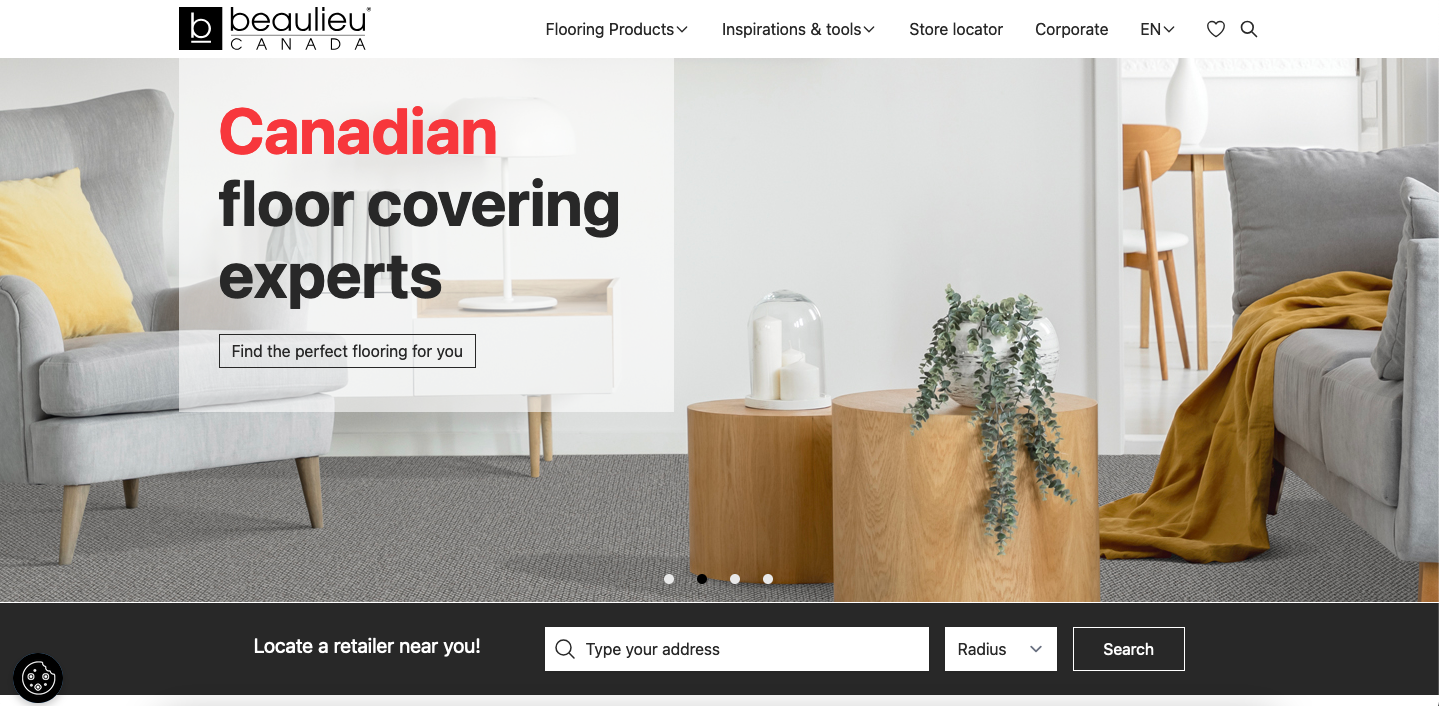 b beaulieu®
CANADA
Flooring Products
Inspirations & tools
Store locator
Corporate
EN
Canadian
floor covering
experts
Find the perfect flooring for you
Locate a retailer near you!
Type your address
Radius
Search